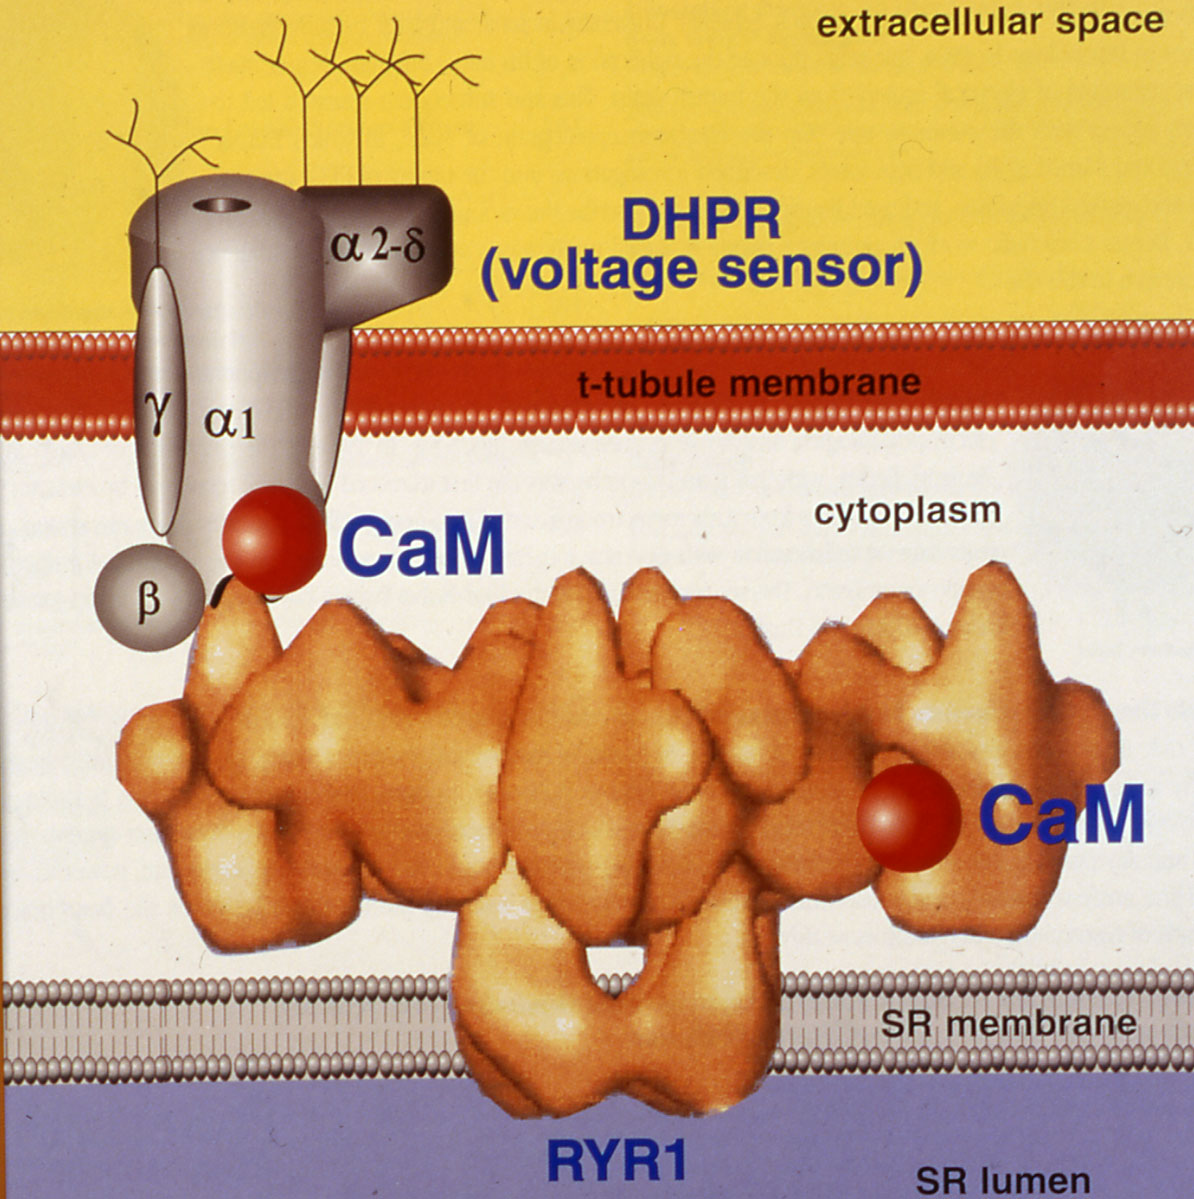 extracellular space
DHPR
(voltage sensor)
α 2-δ
t-tubule membrane
γ
α1
cytoplasm
CaM
β
CaM
SR membrane
RYR1
SR lumen